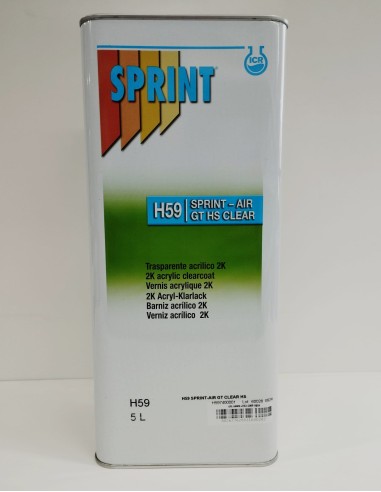 ICR
SPRINT
H59 SPRINT - AIR
GT HS CLEAR
Trasparente acrilico 2K
2K acrylic clearcoat
Vernis acrylique 2K
2K Acryl-Klarlack
Barniz acrílico 2K
Verniz acrílico 2K
H59 SPRINT-AIR GT CLEAR HS
H59
5 L